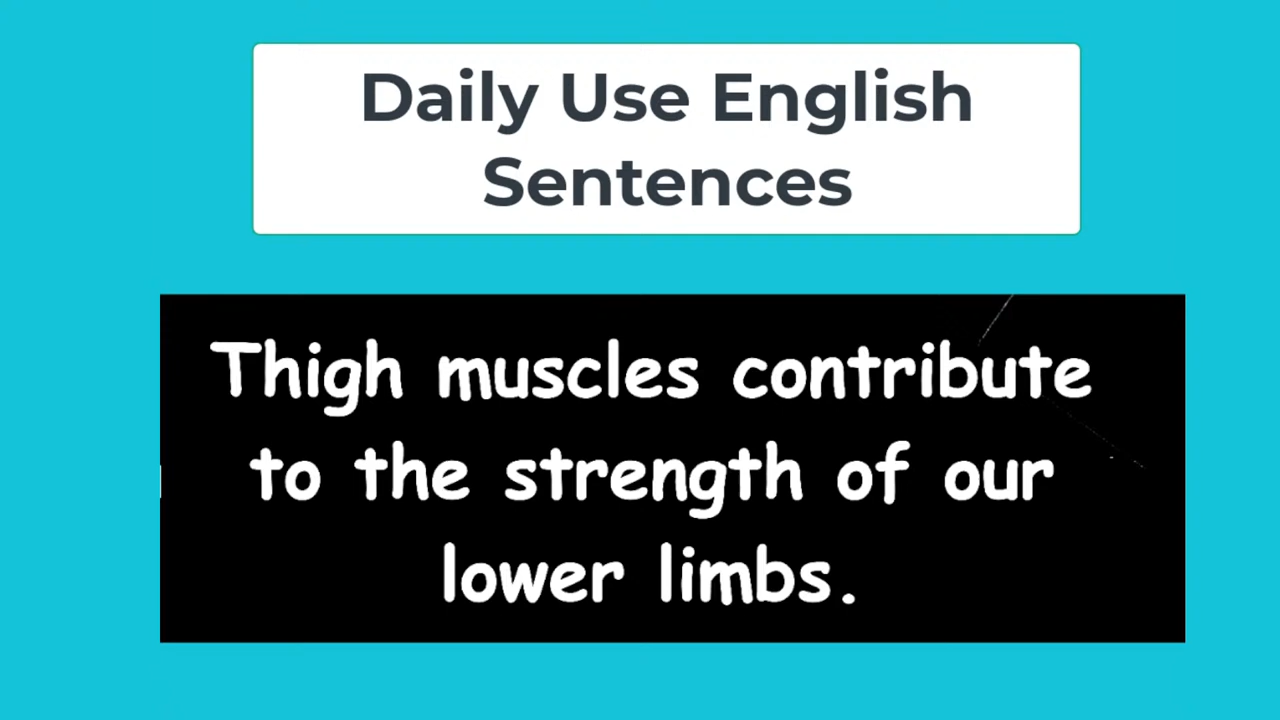 Daily Use English
Sentences
Thigh muscles contribute
to the strength of our
lower limbs.